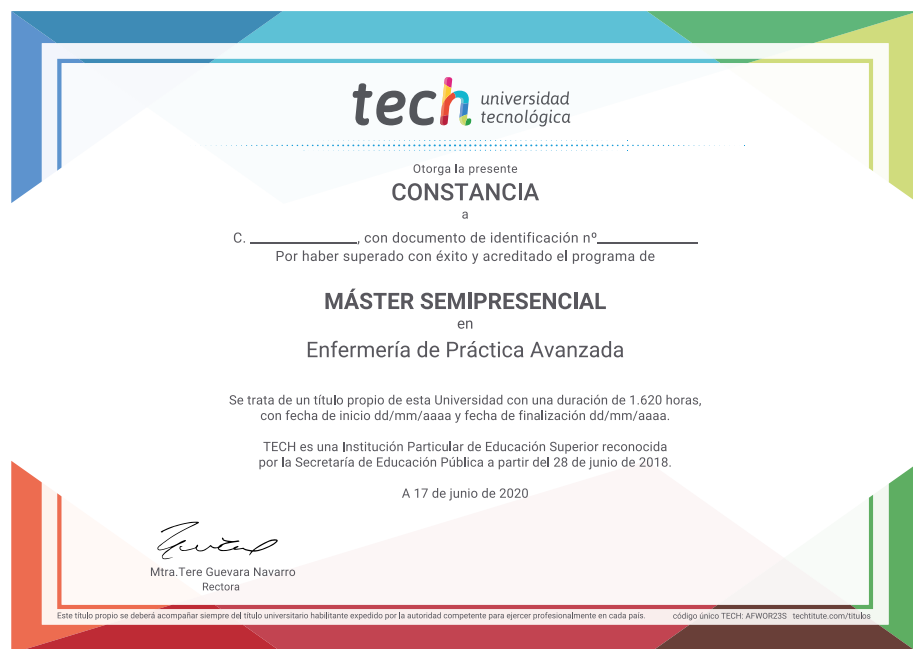 tech universidad
tecnológica
Otorga la presente
CONSTANCIA
a
C. ______________, con documento de identificación nº______________
Por haber superado con éxito y acreditado el programa de
MÁSTER SEMIPRESENCIAL
en
Enfermería de Práctica Avanzada
Se trata de un título propio de esta Universidad con una duración de 1.620 horas,
con fecha de inicio dd/mm/aaaa y fecha de finalización dd/mm/aaaa.
TECH es una Institución Particular de Educación Superior reconocida
por la Secretaría de Educación Pública a partir del 28 de junio de 2018.
A 17 de junio de 2020
Mtra.Tere Guevara Navarro
Rectora
Este título propio se deberá acompañar siempre del título universitario habilitante expedido por la autoridad competente para ejercer profesionalmente en cada país. código único TECH: AFWOR23S techtitute.com/titulos